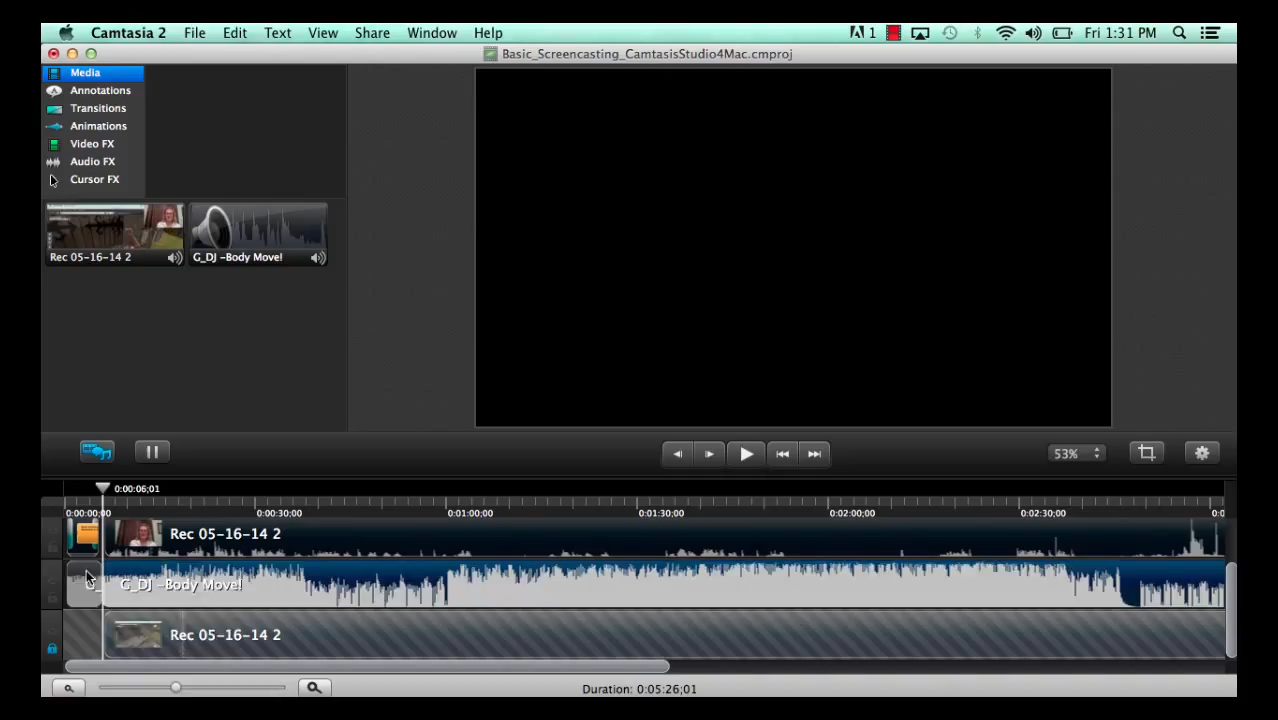 Camtasia 2 File Edit Text View Share Window Help 1 Fri 1:31 PM
Basic_Screencasting_CamtasisStudio4Mac.cmproj
Media
Annotations
Transitions
Animations
Video FX
Audio FX
Cursor FX
Rec 05-16-14 2 G_DJ -Body Move!
53%
0:00:06;01
0:00:00;00 0:00:30;00 0:01:00;00 0:01:30;00 0:02:00;00 0:02:30;00 0:0
Rec 05-16-14 2
G_ G_DJ -Body Move!
Rec 05-16-14 2
Duration: 0:05:26;01